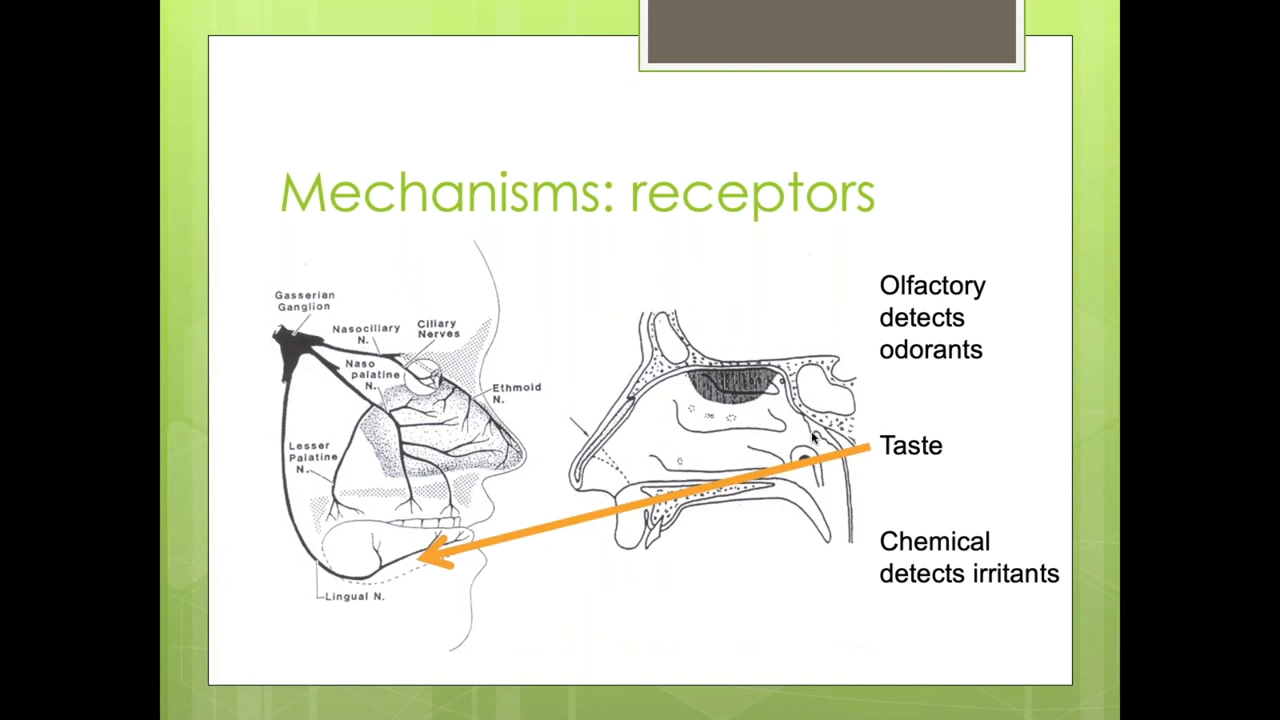 Mechanisms: receptors
Gasserian
Ganglion
Nasociliary
N.
Ciliary
Nerves
Naso
palatine
N.
Ethmoid
N.
Lesser
Palatine
N.
Lingual N.
Olfactory
detects
odorants
Taste
Chemical
detects irritants